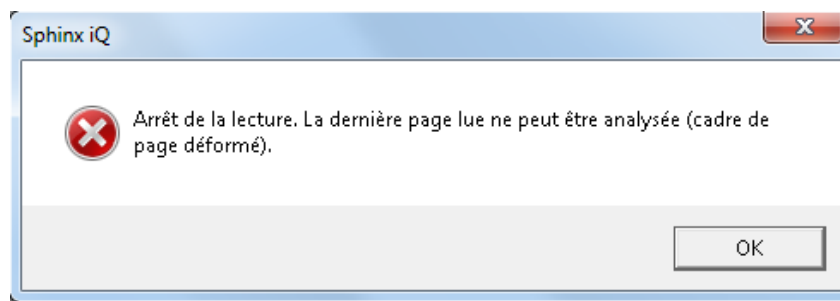 Sphinx iQ
Arrêt de la lecture. La dernière page lue ne peut être analysée (cadre de
page déformé).
OK